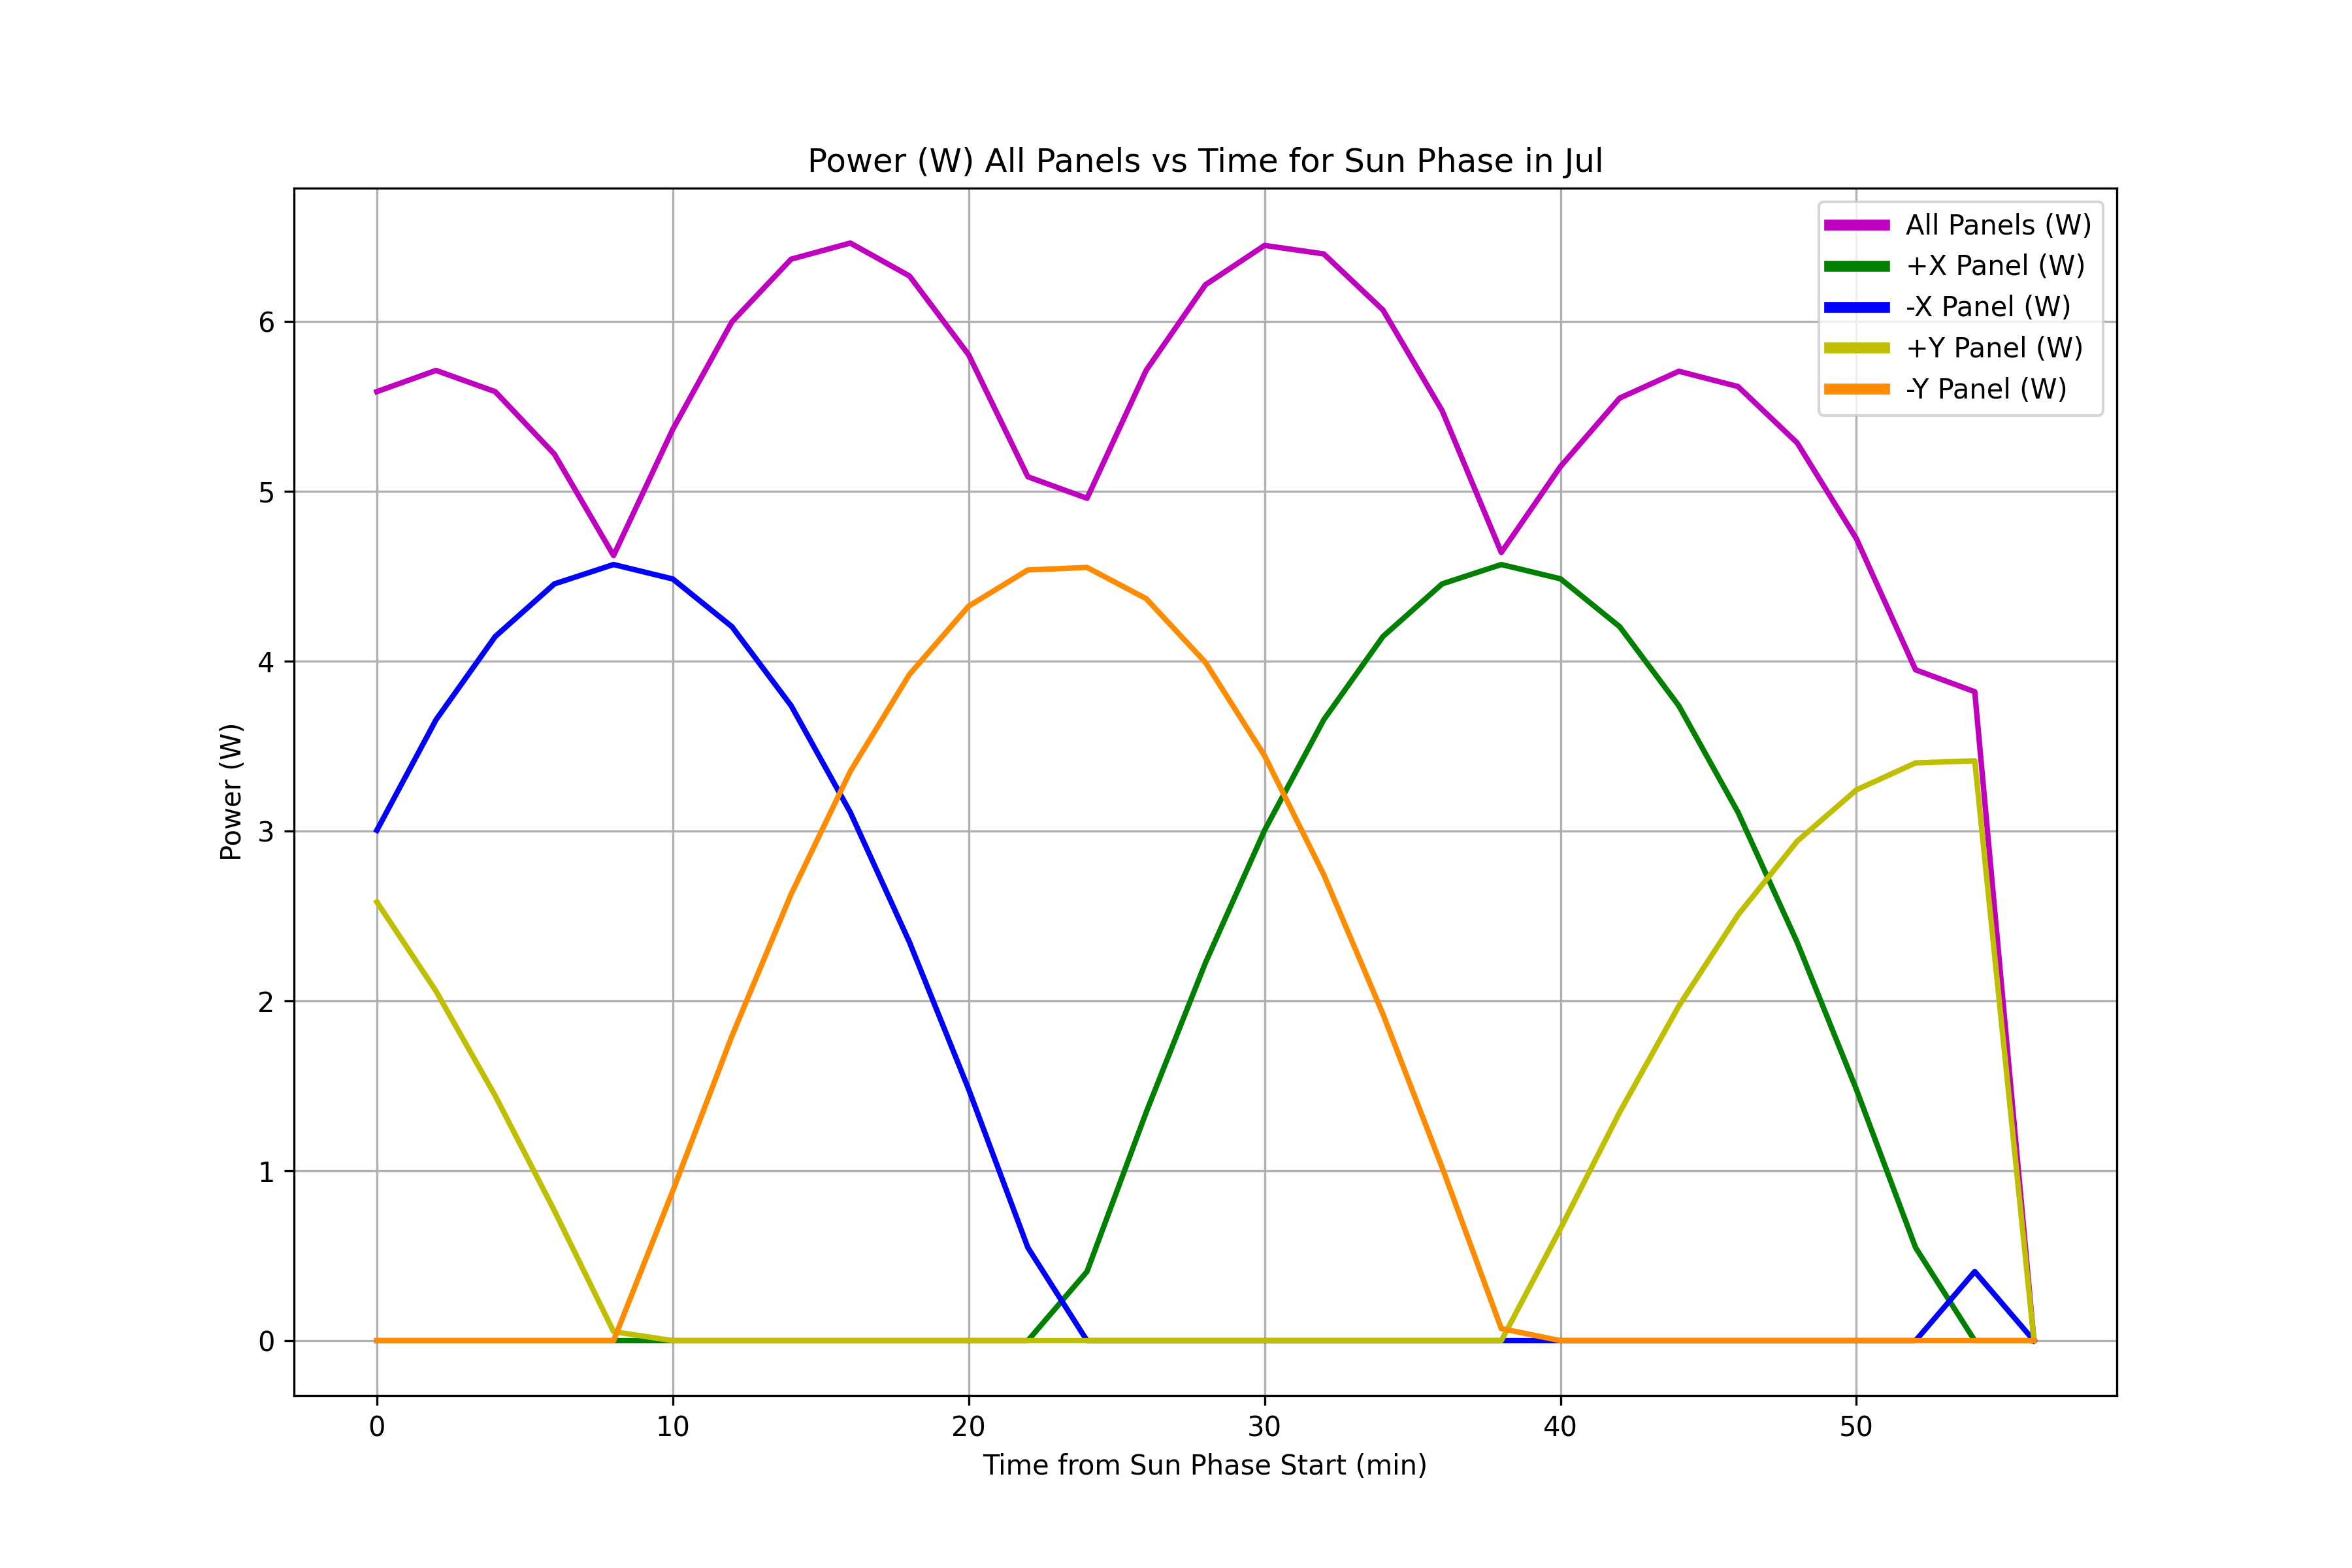 Power (W) All Panels vs Time for Sun Phase in Jul
All Panels (W)
+X Panel (W)
-X Panel (W)
+Y Panel (W)
-Y Panel (W)
Power (W)
6
5
4
3
2
1
0
0 10 20 30 40 50
Time from Sun Phase Start (min)